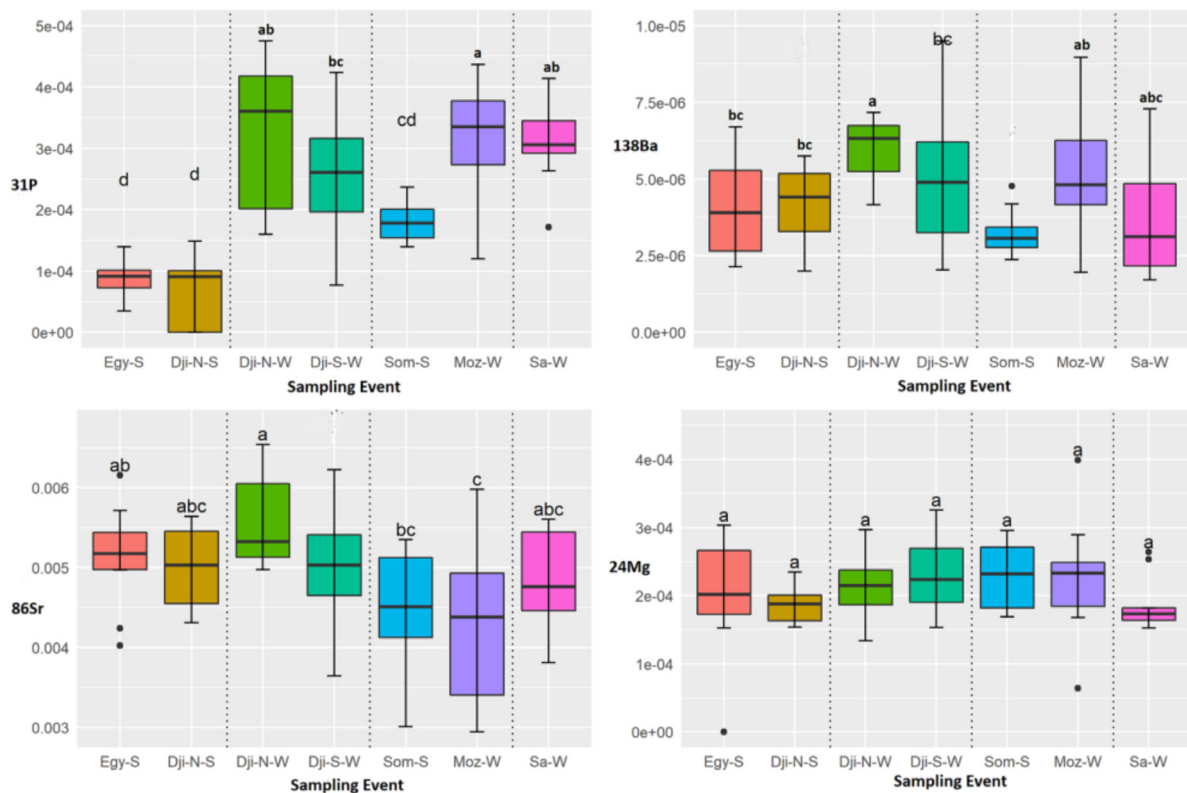 5e-04
4e-04
3e-04
2e-04
1e-04
0e+00
31P
d
d
ab
bc
cd
a
ab
Egy-S Dji-N-S Dji-N-W Dji-S-W Som-S Moz-W Sa-W
Sampling Event
1.0e-05
7.5e-06
5.0e-06
2.5e-06
0.0e+00
138Ba
bc
bc
a
bc
ab
abc
Egy-S Dji-N-S Dji-N-W Dji-S-W Som-S Moz-W Sa-W
Sampling Event
0.006
0.005
0.004
0.003
86Sr
ab
abc
a
bc
c
abc
Egy-S Dji-N-S Dji-N-W Dji-S-W Som-S Moz-W Sa-W
Sampling Event
4e-04
3e-04
2e-04
1e-04
0e+00
24Mg
a
a
a
a
a
a
a
Egy-S Dji-N-S Dji-N-W Dji-S-W Som-S Moz-W Sa-W
Sampling Event